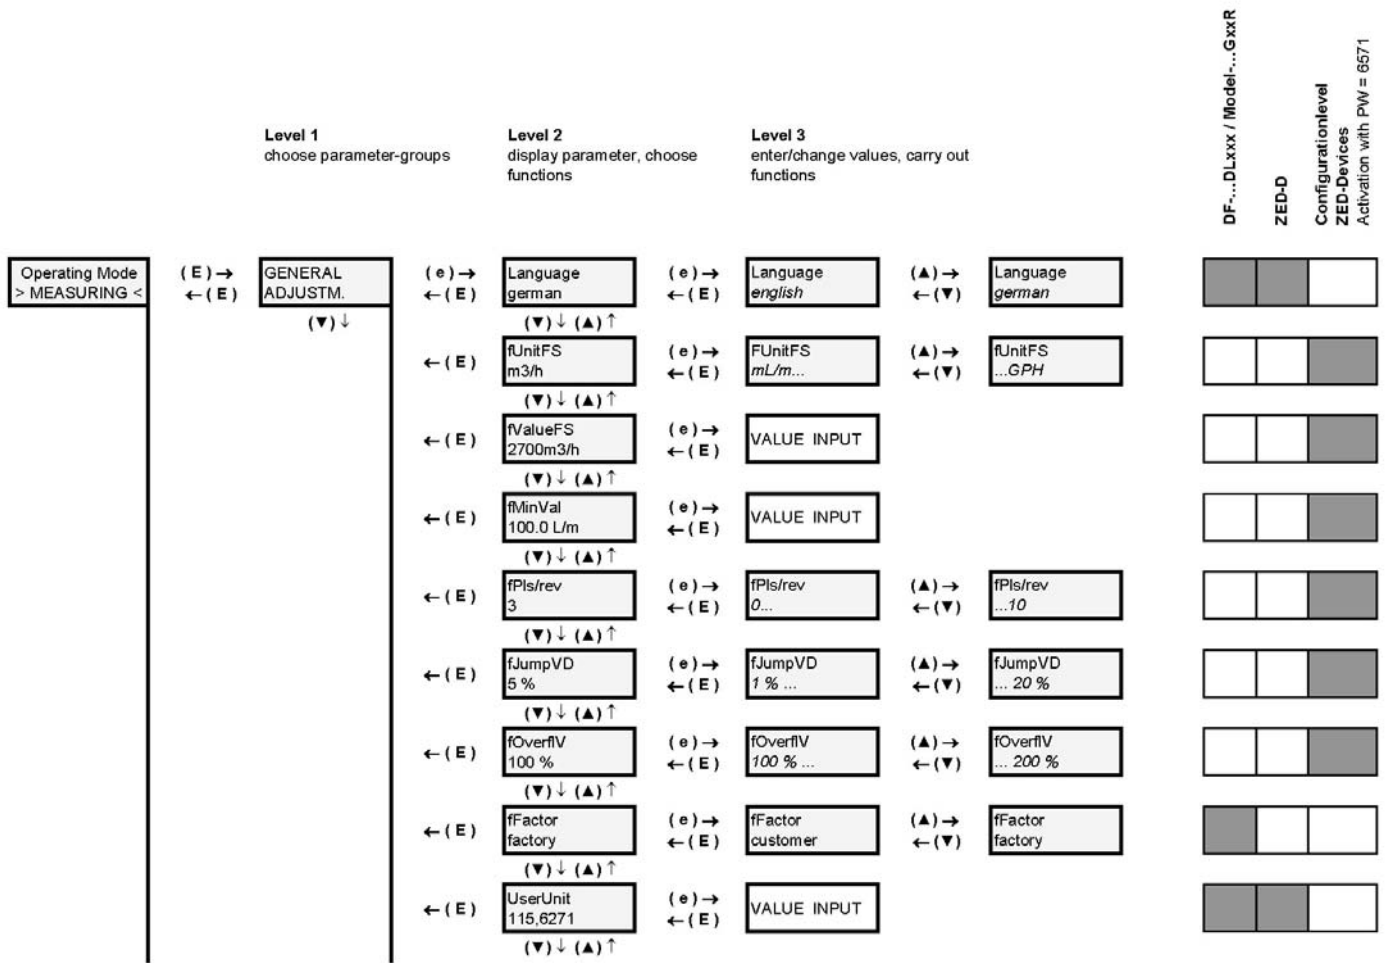 DF-...DLxxx / Model-...GxxR
ZED-D
Configurationlevel
ZED-Devices
Activation with PW = 6571
Level 1
choose parameter-groups
Level 2
display parameter, choose
functions
Level 3
enter/change values, carry out
functions
Operating Mode
> MEASURING <
( E ) →
← ( E )
GENERAL
ADJUSTM.
(▼) ↓
( e ) →
← ( E )
Language
german
( e ) →
← ( E )
Language
english
(▲) →
← (▼)
Language
german
(▼) ↓ (▲) ↑
← ( E )
fUnitFS
m3/h
( e ) →
← ( E )
FUnitFS
mL/m...
(▲) →
← (▼)
fUnitFS
...GPH
(▼) ↓ (▲) ↑
← ( E )
fValueFS
2700m3/h
( e ) →
← ( E )
VALUE INPUT
(▼) ↓ (▲) ↑
← ( E )
fMinVal
100.0 L/m
( e ) →
← ( E )
VALUE INPUT
(▼) ↓ (▲) ↑
← ( E )
fPls/rev
3
( e ) →
← ( E )
fPls/rev
0...
(▲) →
← (▼)
fPls/rev
...10
(▼) ↓ (▲) ↑
← ( E )
fJumpVD
5 %
( e ) →
← ( E )
fJumpVD
1 % ...
(▲) →
← (▼)
fJumpVD
... 20 %
(▼) ↓ (▲) ↑
← ( E )
fOverflV
100 %
( e ) →
← ( E )
fOverflV
100 % ...
(▲) →
← (▼)
fOverflV
... 200 %
(▼) ↓ (▲) ↑
← ( E )
fFactor
factory
( e ) →
← ( E )
fFactor
customer
(▲) →
← (▼)
fFactor
factory
(▼) ↓ (▲) ↑
← ( E )
UserUnit
115,6271
( e ) →
← ( E )
VALUE INPUT
(▼) ↓ (▲) ↑